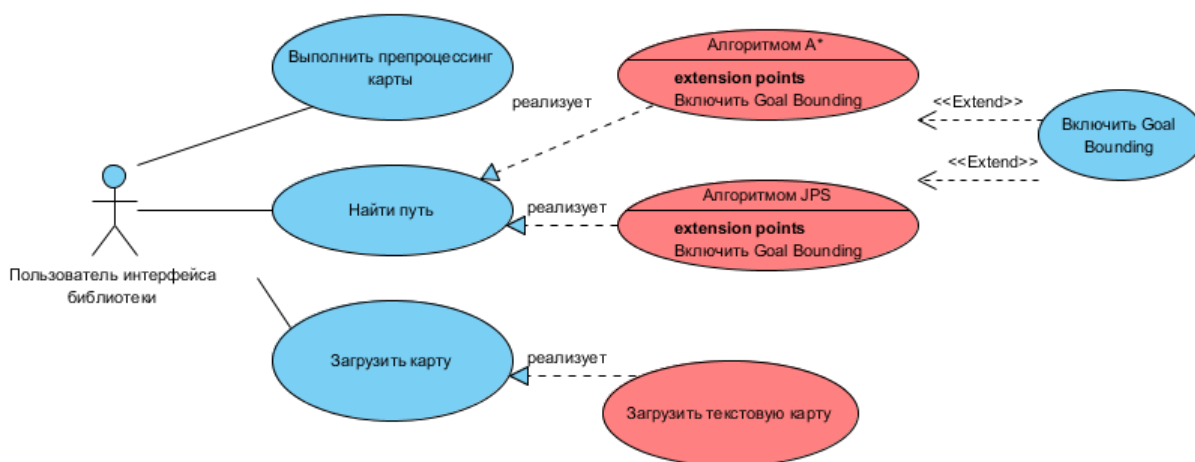 Выполнить препроцессинг
карты
реализует
Алгоритмом A*
extension points
Включить Goal Bounding
<<Extend>>
Включить Goal
Bounding
<<Extend>>
Найти путь
реализует
Алгоритмом JPS
extension points
Включить Goal Bounding
Пользователь интерфейса
библиотеки
Загрузить карту
реализует
Загрузить текстовую карту